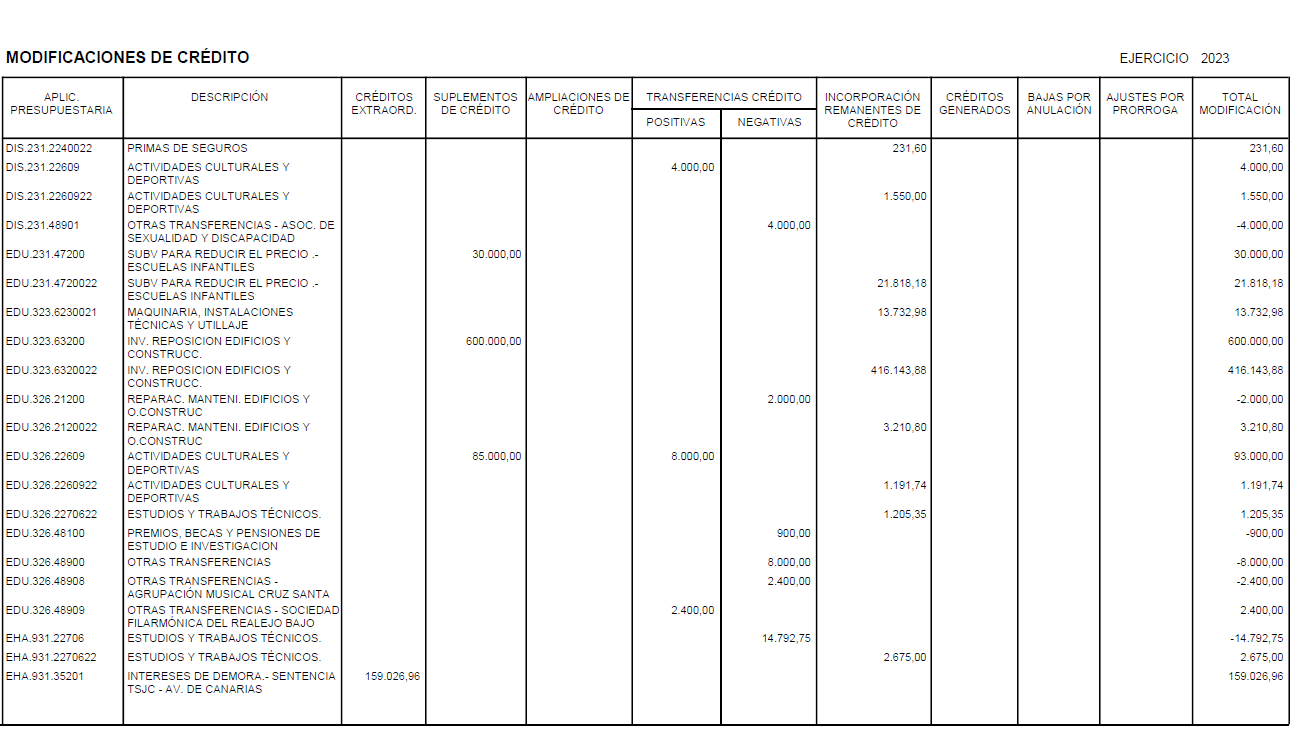 MODIFICACIONES DE CRÉDITO
EJERCICIO 2023
APLIC. PRESUPUESTARIA DESCRIPCIÓN CRÉDITOS EXTRAORD. SUPLEMENTOS DE CRÉDITO AMPLIACIONES DE CRÉDITO TRANSFERENCIAS CRÉDITO POSITIVAS NEGATIVAS INCORPORACIÓN REMANENTES DE CRÉDITO CRÉDITOS GENERADOS BAJAS POR ANULACIÓN AJUSTES POR PRORROGA TOTAL MODIFICACIÓN
DIS.231.2240022 PRIMAS DE SEGUROS 231,60 231,60
DIS.231.22609 ACTIVIDADES CULTURALES Y 4.000,00 4.000,00
DEPORTIVAS
DIS.231.2260922 ACTIVIDADES CULTURALES Y 1.550,00 1.550,00
DEPORTIVAS
DIS.231.48901 OTRAS TRANSFERENCIAS - ASOC. DE 4.000,00 -4.000,00
SEXUALIDAD Y DISCAPACIDAD
EDU.231.47200 SUBV PARA REDUCIR EL PRECIO .- 30.000,00 30.000,00
ESCUELAS INFANTILES
EDU.231.4720022 SUBV PARA REDUCIR EL PRECIO .- 21.818,18 21.818,18
ESCUELAS INFANTILES
EDU.323.6230021 MAQUINARIA, INSTALACIONES 13.732,98 13.732,98
TÉCNICAS Y UTILLAJE
EDU.323.63200 INV. REPOSICION EDIFICIOS Y 600.000,00 600.000,00
CONSTRUCC.
EDU.323.6320022 INV. REPOSICION EDIFICIOS Y 416.143,88 416.143,88
CONSTRUCC.
EDU.326.21200 REPARAC. MANTENI. EDIFICIOS Y 2.000,00 -2.000,00
O.CONSTRUC
EDU.326.2120022 REPARAC. MANTENI. EDIFICIOS Y 3.210,80 3.210,80
O.CONSTRUC
EDU.326.22609 ACTIVIDADES CULTURALES Y 85.000,00 8.000,00 93.000,00
DEPORTIVAS
EDU.326.2260922 ACTIVIDADES CULTURALES Y 1.191,74 1.191,74
DEPORTIVAS
EDU.326.2270622 ESTUDIOS Y TRABAJOS TÉCNICOS. 1.205,35 1.205,35
EDU.326.48100 PREMIOS, BECAS Y PENSIONES DE 900,00 -900,00
ESTUDIO E INVESTIGACION
EDU.326.48900 OTRAS TRANSFERENCIAS 8.000,00 -8.000,00
EDU.326.48908 OTRAS TRANSFERENCIAS - 2.400,00 -2.400,00
AGRUPACIÓN MUSICAL CRUZ SANTA
EDU.326.48909 OTRAS TRANSFERENCIAS - SOCIEDAD 2.400,00 2.400,00
FILARMÓNICA DEL REALEJO BAJO
EHA.931.22706 ESTUDIOS Y TRABAJOS TÉCNICOS. 14.792,75 -14.792,75
EHA.931.2270622 ESTUDIOS Y TRABAJOS TÉCNICOS. 2.675,00 2.675,00
EHA.931.35201 INTERESES DE DEMORA.- SENTENCIA 159.026,96 159.026,96
TSJC - AV. DE CANARIAS